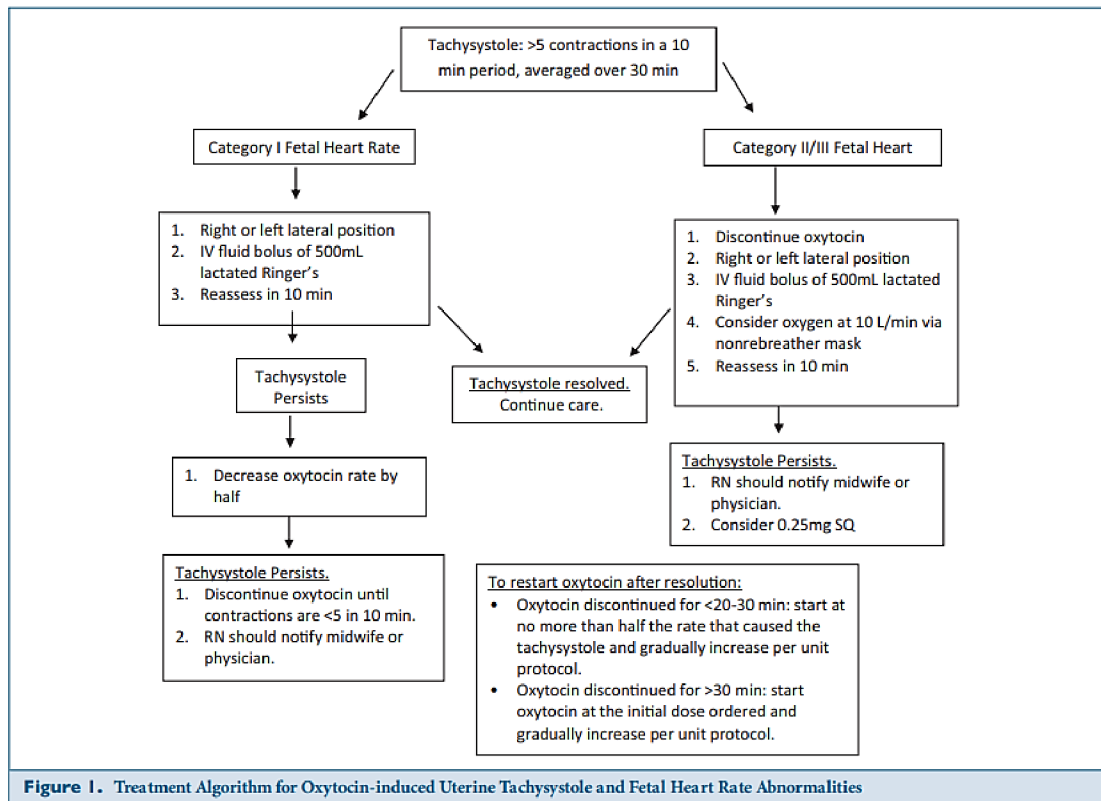 Tachysystole: >5 contractions in a 10
min period, averaged over 30 min
Category I Fetal Heart Rate
Category II/III Fetal Heart
1. Right or left lateral position
2. IV fluid bolus of 500mL
lactated Ringer's
3. Reassess in 10 min
1. Discontinue oxytocin
2. Right or left lateral position
3. IV fluid bolus of 500mL lactated
Ringer's
4. Consider oxygen at 10 L/min via
nonrebreather mask
5. Reassess in 10 min
Tachysystole
Persists
Tachysystole resolved.
Continue care.
1. Decrease oxytocin rate by
half
Tachysystole Persists.
1. RN should notify midwife or
physician.
2. Consider 0.25mg SQ
Tachysystole Persists.
1. Discontinue oxytocin until
contractions are <5 in 10 min.
2. RN should notify midwife or
physician.
To restart oxytocin after resolution:
• Oxytocin discontinued for <20-30 min: start at
no more than half the rate that caused the
tachysystole and gradually increase per unit
protocol.
• Oxytocin discontinued for >30 min: start
oxytocin at the initial dose ordered and
gradually increase per unit protocol.
Figure 1. Treatment Algorithm for Oxytocin-induced Uterine Tachysystole and Fetal Heart Rate Abnormalities